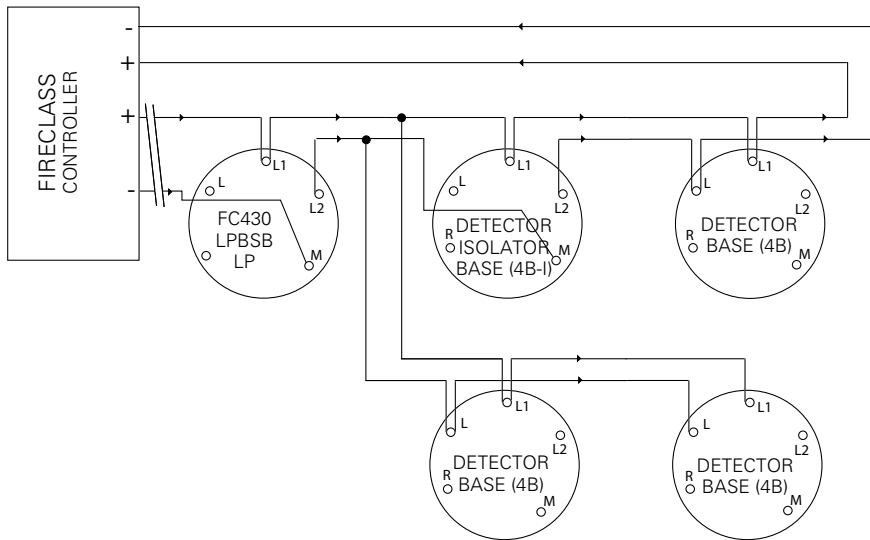 -
+
+
-
FIRECLASS
CONTROLLER
L
L1
L2
M
FC430
LPBSB
LP
L
L1
L2
R
M
DETECTOR
ISOLATOR
BASE (4B-I)
L
L1
L2
R
M
DETECTOR
BASE (4B)
L
L1
L2
R
M
DETECTOR
BASE (4B)
L
L1
L2
R
M
DETECTOR
BASE (4B)